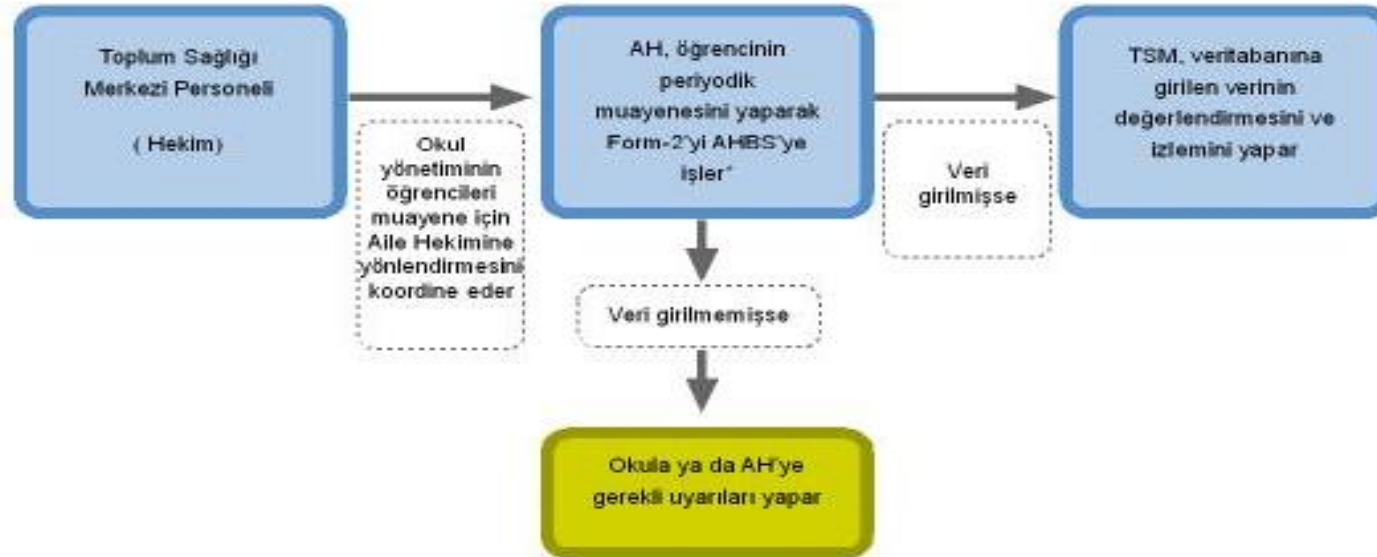 Toplum Sağlığı
Merkezi Personeli
( Hekim)
Okul
yönetiminin
öğrencileri
muayene için
Aile Hekimine
yönlendirmesini
koordine eder
AH, öğrencinin
periyodik
muayenesini yaparak
Form-2'yi AHBS'ye
işler*
Veri
girilmişse
TSM, veritabanına
girilen verinin
değerlendirmesini ve
izlemini yapar
Veri girilmemişse
Okula ya da AH'ye
gerekli uyarıları yapar